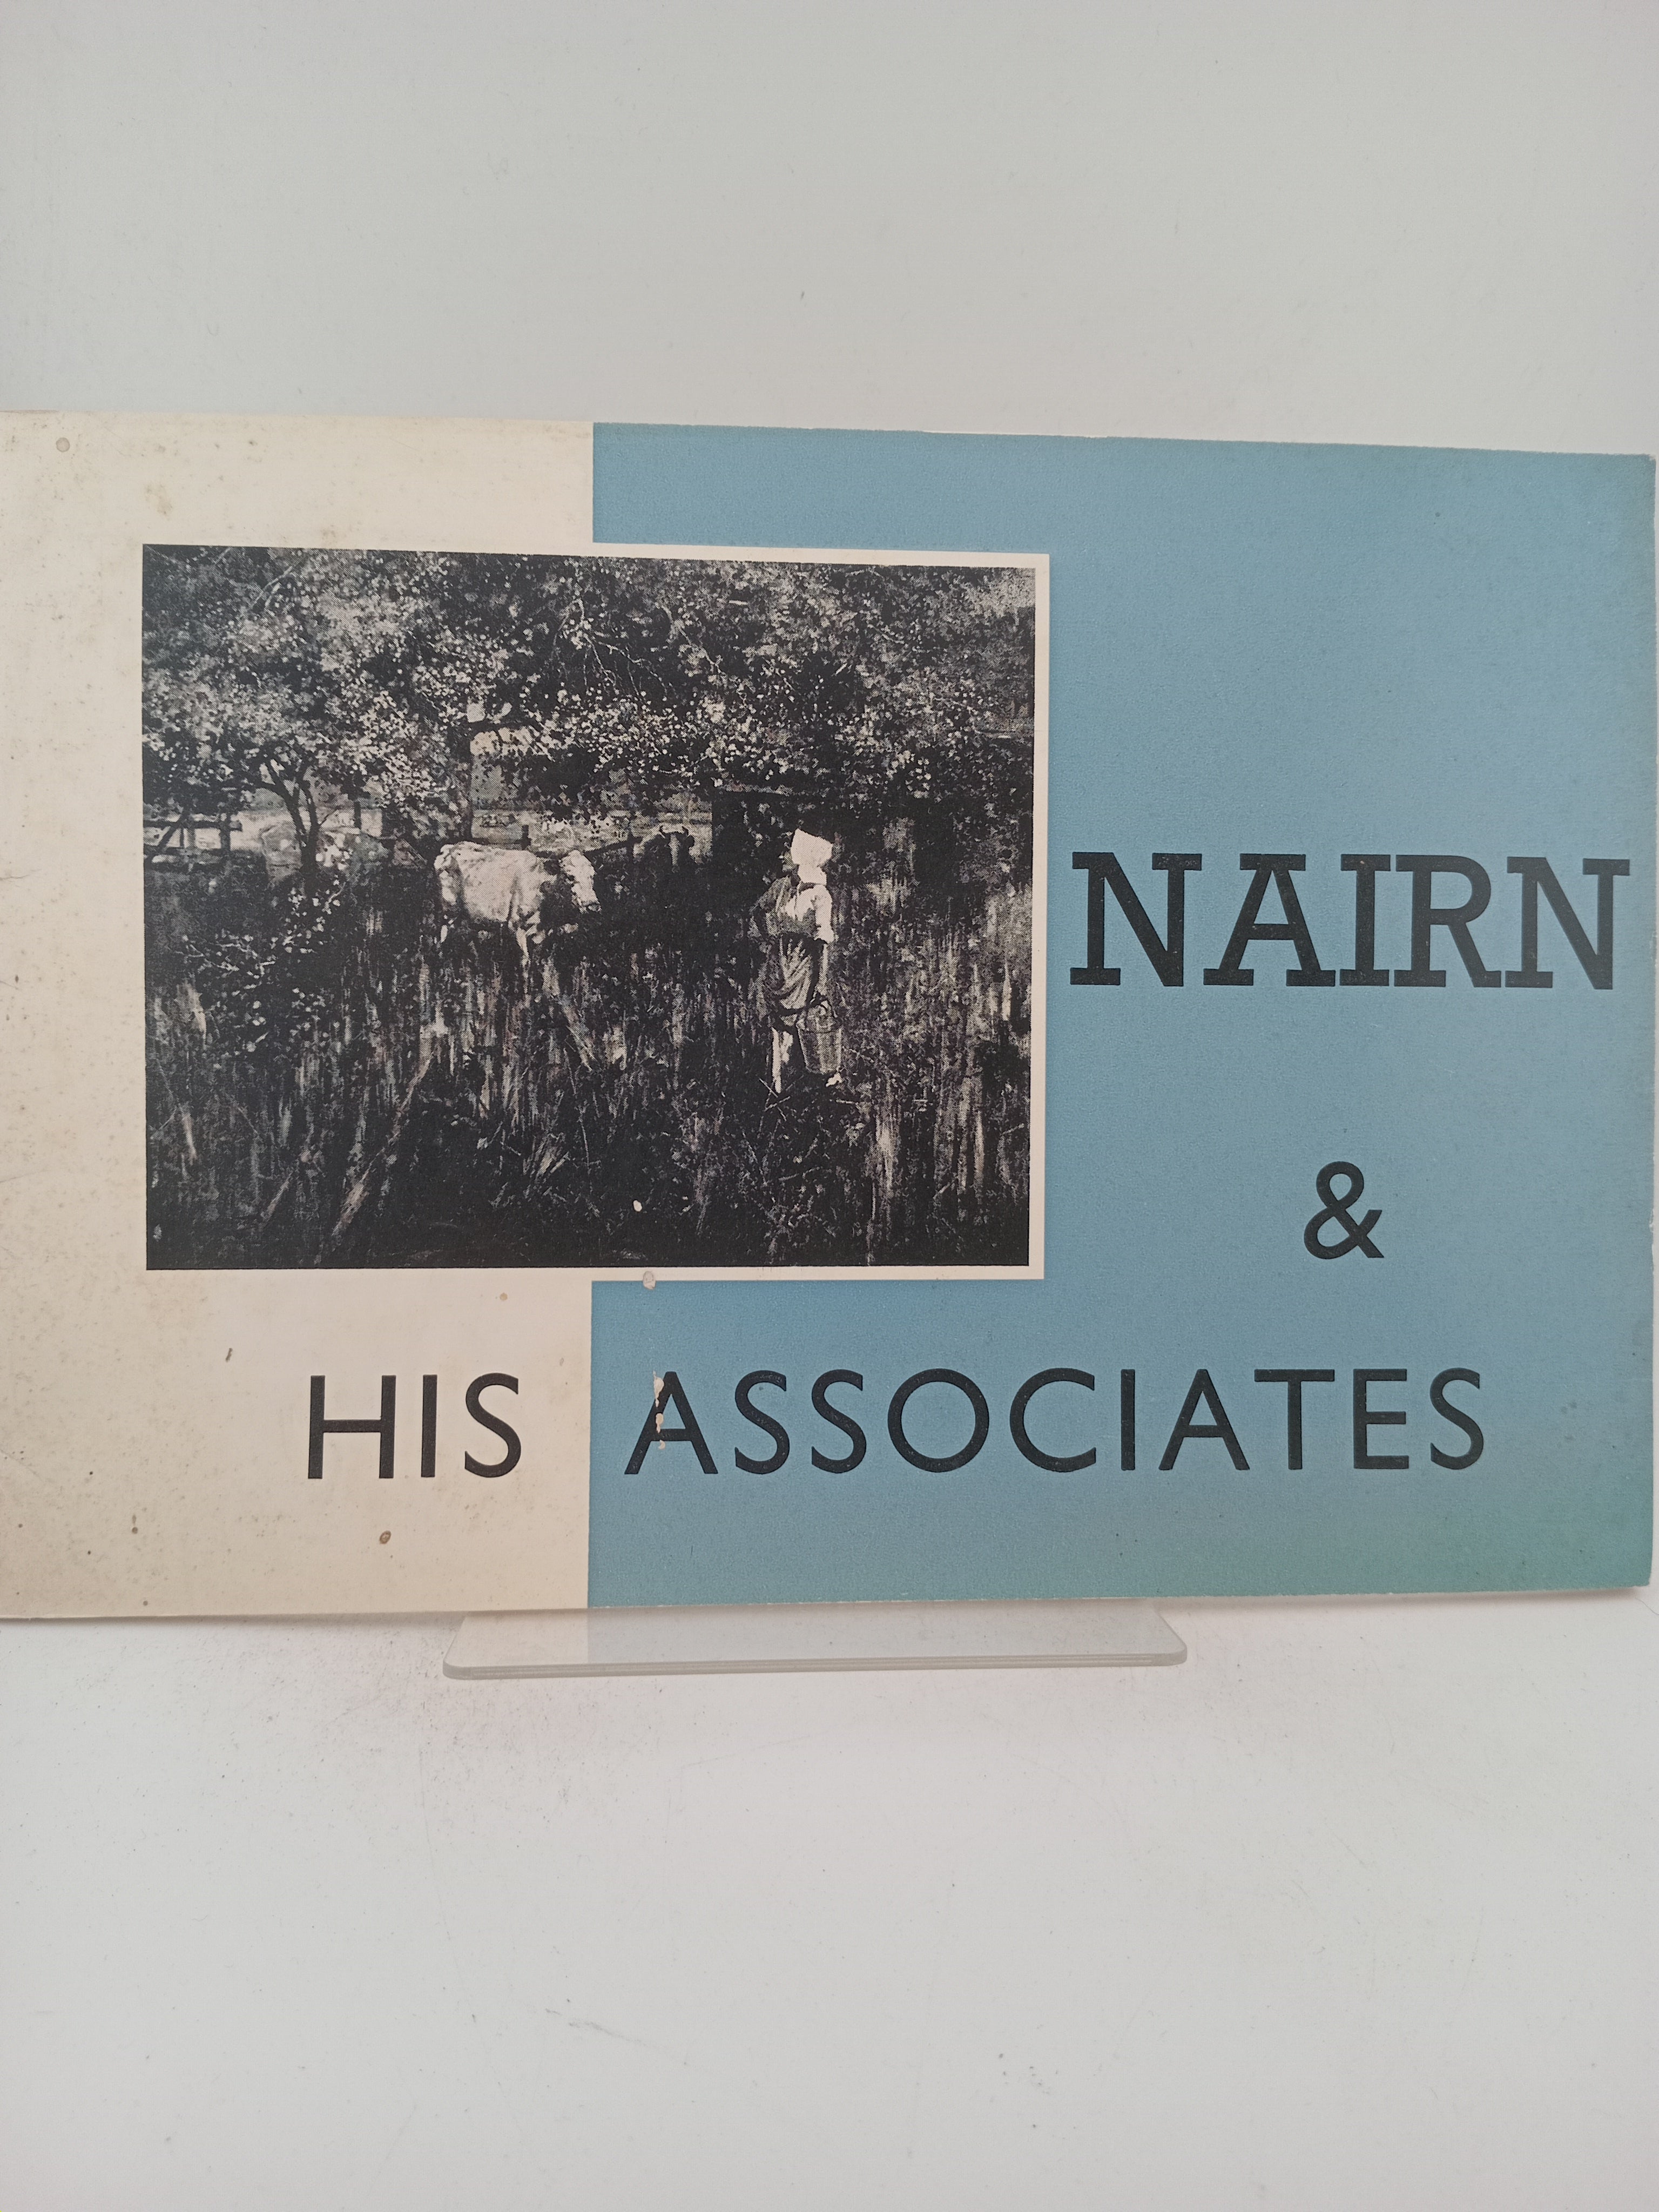 NAIRN
&
HIS ASSOCIATES